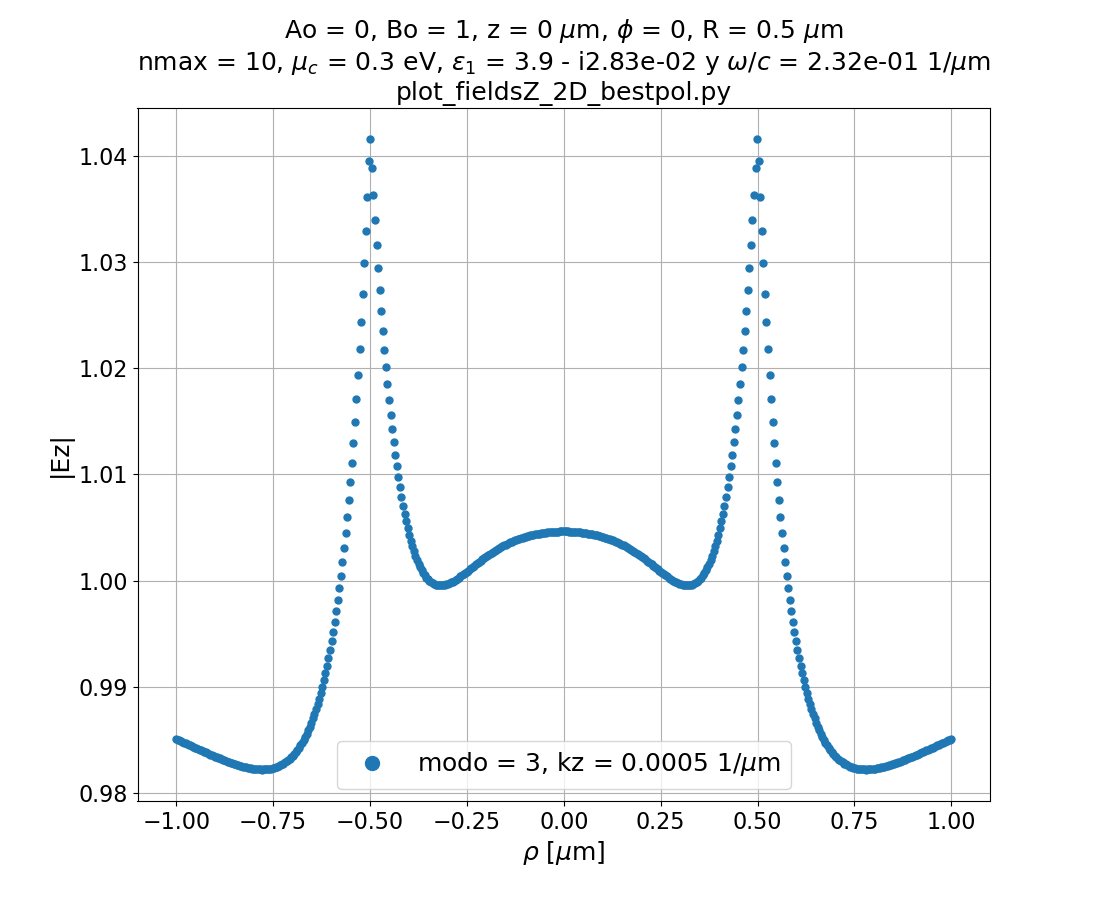 Ao = 0, Bo = 1, z = 0 μm, ϕ = 0, R = 0.5 μm
nmax = 10, μc = 0.3 eV, ε1 = 3.9 - i2.83e-02 y ω/c = 2.32e-01 1/μm
plot_fieldsZ_2D_bestpol.py
|Ez|
1.04
1.03
1.02
1.01
1.00
0.99
0.98
modo = 3, kz = 0.0005 1/μm
−1.00 −0.75 −0.50 −0.25 0.00 0.25 0.50 0.75 1.00
ρ [μm]